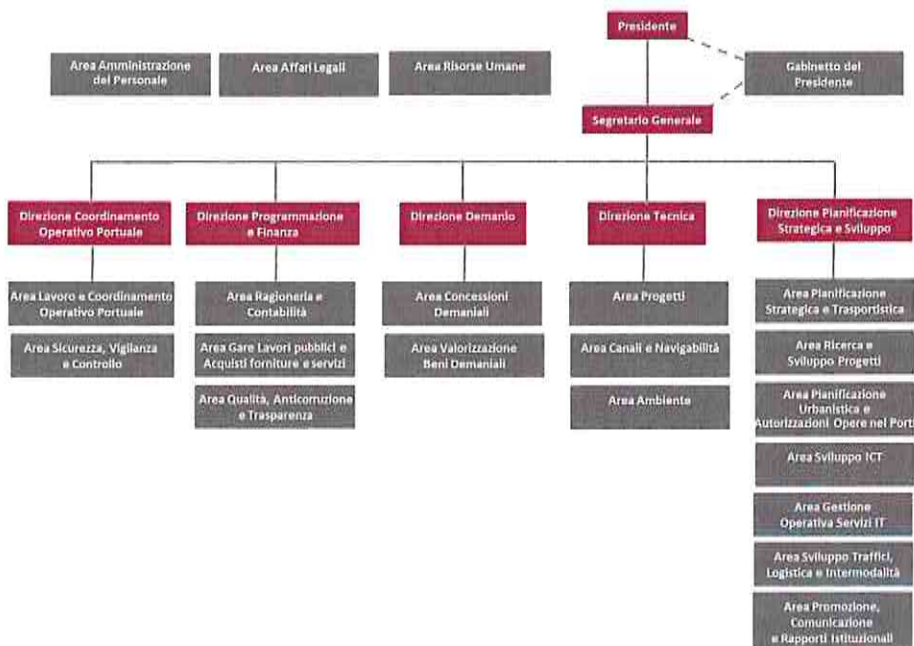 Presidente
Area Amministrazione
del Personale
Area Affari Legali
Area Risorse Umane
Gabinetto del
Presidente
Segretario Generale
Direzione Coordinamento
Operativo Portuale
Direzione Programmazione
e Finanza
Direzione Demanio
Direzione Tecnica
Direzione Planificazione
Strategica e Sviluppo
Area Lavoro e Coordinamento
Operativo Portuale
Area Sicurezza, Vigilanza
e Controllo
Area Ragioneria e
Contabilità
Area Gare Lavori pubblici e
Acquisti forniture e servizi
Area Qualità, Anticorruzione
e Trasparenza
Area Concessioni
Demaniali
Area Valorizzazione
Beni Demaniali
Area Progetti
Area Canali e Navigabilità
Area Ambiente
Area Planificazione
Strategica e Trasportistica
Area Ricerca e
Sviluppo Progetti
Area Planificazione
Urbanistica e
Autorizzazioni Opere nel Porti
Area Sviluppo ICT
Area Gestione
Operativa Servizi IT
Area Sviluppo Traffici,
Logistica e Intermodalità
Area Promozione,
Comunicazione
e Rapporti Istituzionali